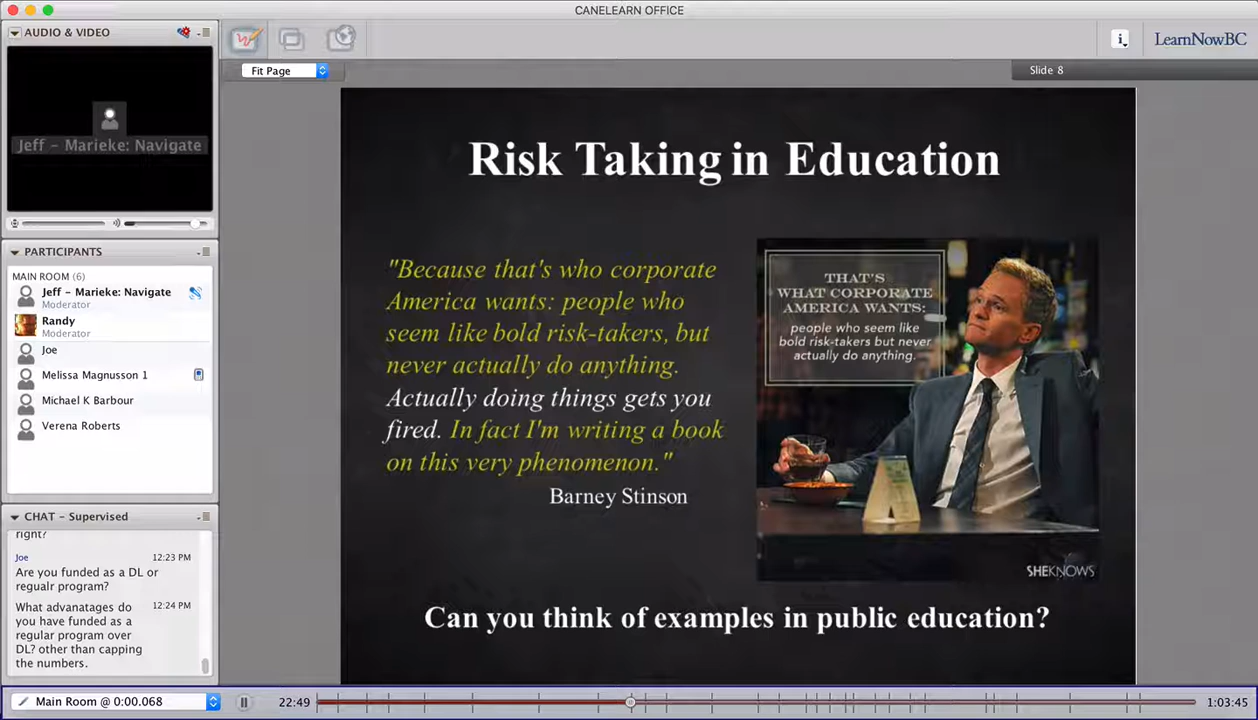 CANELEARN OFFICE
AUDIO & VIDEO
Jeff - Marieke: Navigate
PARTICIPANTS
MAIN ROOM (6)
Jeff - Marieke: Navigate
Moderator
Randy
Moderator
Joe
Melissa Magnusson 1
Michael K Barbour
Verena Roberts
CHAT - Supervised
right?
Joe 12:23 PM
Are you funded as a DL or
regualr program?
What advanatages do 12:24 PM
you have funded as a
regular program over
DL? other than capping
the numbers.
Fit Page
i
LearnNowBC
Slide 8
Risk Taking in Education
"Because that's who corporate
America wants: people who
seem like bold risk-takers, but
never actually do anything.
Actually doing things gets you
fired. In fact I'm writing a book
on this very phenomenon."
Barney Stinson
THAT'S
WHAT CORPORATE
AMERICA WANTS:
people who seem like
bold risk-takers but never
actually do anything.
SHEKNOWS
Can you think of examples in public education?
Main Room @ 0:00.068
22:49
1:03:45